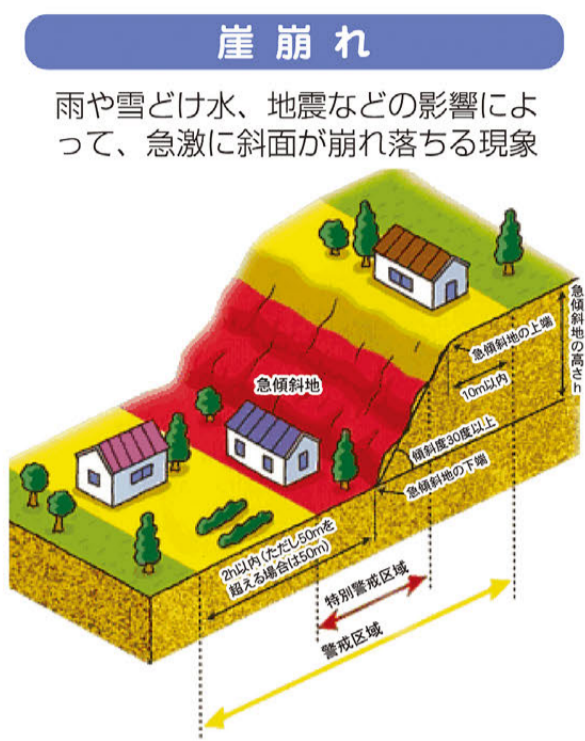 崖崩れ
雨や雪どけ水、地震などの影響によ
って、急激に斜面が崩れ落ちる現象
急傾斜地の上端
急傾斜地の高さh
10m以内
急傾斜地
傾斜度30度以上
急傾斜地の下端
2h以内(ただし50mを
超える場合は50m)
特別警戒区域
警戒区域